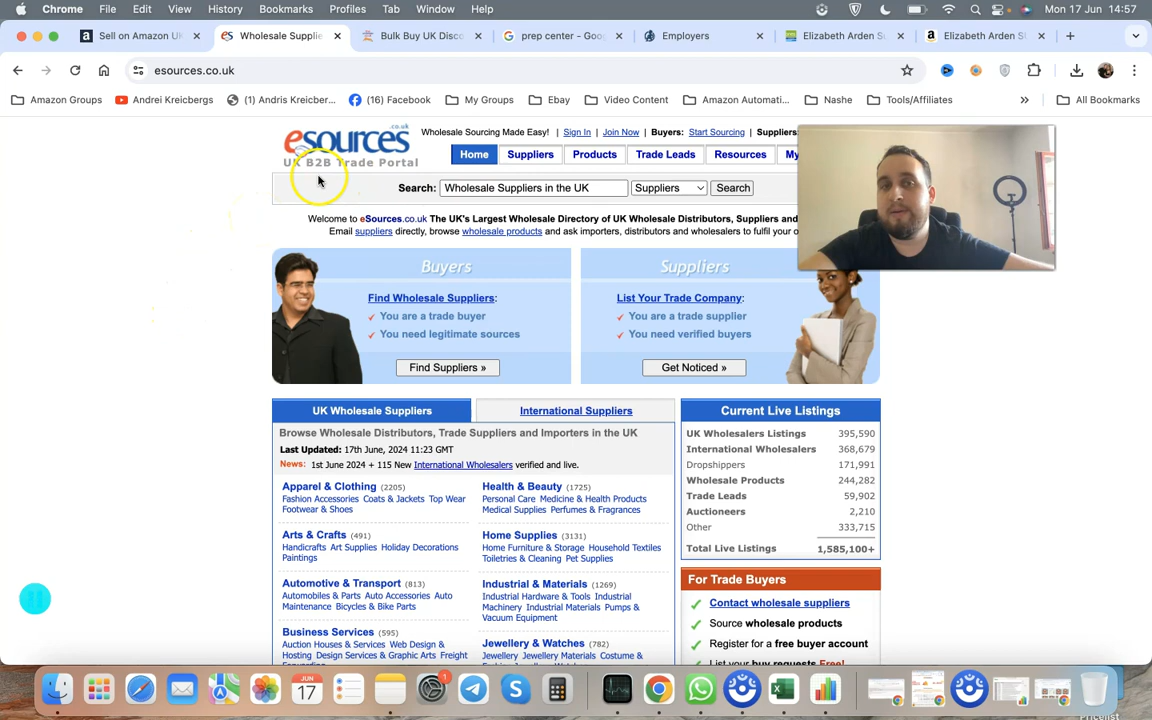 Chrome File Edit View History Bookmarks Profiles Tab Window Help Mon 17 Jun 14:57
Sell on Amazon U
Wholesale Supplie
Bulk Buy UK Disco
prep center - Goo
Employers
Elizabeth Arden S
Elizabeth Arden S
esources.co.uk
Amazon Groups
Andrei Kreicbergs
(1) Andris Kreicber...
(16) Facebook
My Groups
Ebay
Video Content
Amazon Automati...
Nashe
Tools/Affiliates
All Bookmarks
esources .co.uk
UK B2B Trade Portal
Wholesale Sourcing Made Easy! | Sign In | Join Now | Buyers: Start Sourcing | Suppliers:
Home Suppliers Products Trade Leads Resources My
Search: Wholesale Suppliers in the UK Suppliers Search
Welcome to eSources.co.uk The UK's Largest Wholesale Directory of UK Wholesale Distributors, Suppliers and
Email suppliers directly, browse wholesale products and ask importers, distributors and wholesalers to fulfil your
Buyers
Find Wholesale Suppliers:
You are a trade buyer
You need legitimate sources
Find Suppliers »
Suppliers
List Your Trade Company:
You are a trade supplier
You need verified buyers
Get Noticed »
UK Wholesale Suppliers International Suppliers
Browse Wholesale Distributors, Trade Suppliers and Importers in the UK
Last Updated: 17th June, 2024 11:23 GMT
News: 1st June 2024 + 115 New International Wholesalers verified and live.
Apparel & Clothing (2205)
Fashion Accessories Coats & Jackets Top Wear
Footwear & Shoes
Arts & Crafts (491)
Handicrafts Art Supplies Holiday Decorations
Paintings
Automotive & Transport (813)
Automobiles & Parts Auto Accessories Auto
Maintenance Bicycles & Bike Parts
Business Services (595)
Auction Houses & Services Web Design &
Hosting Design Services & Graphic Arts Freight
Health & Beauty (1725)
Personal Care Medicine & Health Products
Medical Supplies Perfumes & Fragrances
Home Supplies (3131)
Home Furniture & Storage Household Textiles
Toiletries & Cleaning Pet Supplies
Industrial & Materials (1269)
Industrial Hardware & Tools Industrial
Machinery Industrial Materials Pumps &
Vacuum Equipment
Jewellery & Watches (782)
Jewellery Jewellery Materials Costume &
Current Live Listings
UK Wholesalers Listings 395,590
International Wholesalers 368,679
Dropshippers 171,991
Wholesale Products 244,282
Trade Leads 59,902
Auctioneers 2,210
Other 333,715
Total Live Listings 1,585,100+
For Trade Buyers
Contact wholesale suppliers
Source wholesale products
Register for a free buyer account
List your buy requests Free!
JUN
17
1
Pricelist